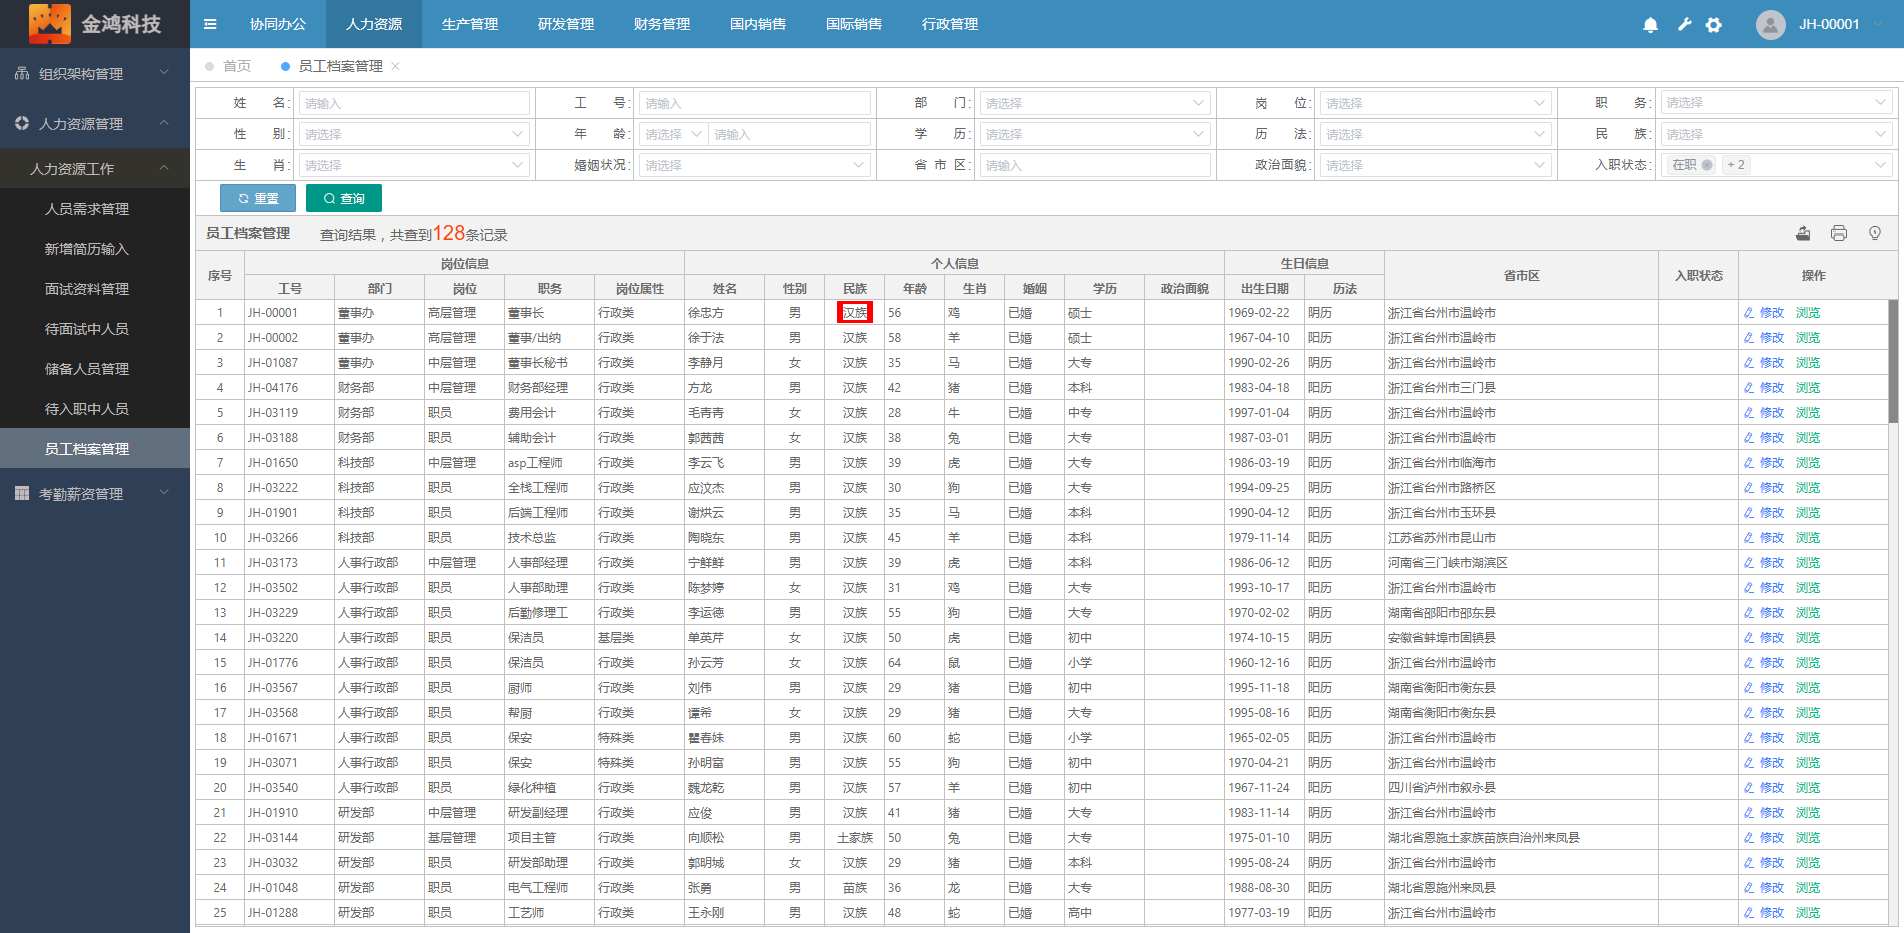 金鸿科技
协同办公 人力资源 生产管理 研发管理 财务管理 国内销售 国际销售 行政管理 JH-00001
组织架构管理
人力资源管理
人力资源工作
人员需求管理
新增简历输入
面试资料管理
待面试中人员
储备人员管理
待入职中人员
员工档案管理
考勤薪资管理
首页 员工档案管理
姓名: 请输入 工号: 请输入 部门: 请选择 岗位: 请选择 职务: 请选择
性别: 请选择 年龄: 请选择 请输入 学历: 请选择 历法: 请选择 民族: 请选择
生肖: 请选择 婚姻状况: 请选择 省市区: 请输入 政治面貌: 请选择 入职状态: 在职 + 2
重置 查询
员工档案管理 查询结果，共查到128条记录
序号 岗位信息 个人信息 生日信息 省市区 入职状态 操作
工号 部门 岗位 职务 岗位属性 姓名 性别 民族 年龄 生肖 婚姻 学历 政治面貌 出生日期 历法
1 JH-00001 董事办 高层管理 董事长 行政类 徐忠方 男 汉族 56 鸡 已婚 硕士 1969-02-22 阴历 浙江省台州市温岭市 修改 浏览
2 JH-00002 董事办 高层管理 董事/出纳 行政类 徐于法 男 汉族 58 羊 已婚 硕士 1967-04-10 阳历 浙江省台州市温岭市 修改 浏览
3 JH-01087 董事办 中层管理 董事长秘书 行政类 李静月 女 汉族 35 马 已婚 大专 1990-02-26 阴历 浙江省台州市温岭市 修改 浏览
4 JH-04176 财务部 中层管理 财务部经理 行政类 方龙 男 汉族 42 猪 已婚 本科 1983-04-18 阳历 浙江省台州市三门县 修改 浏览
5 JH-03119 财务部 职员 费用会计 行政类 毛青青 女 汉族 28 牛 已婚 中专 1997-01-04 阴历 浙江省台州市温岭市 修改 浏览
6 JH-03188 财务部 职员 辅助会计 行政类 郭茜茜 女 汉族 38 兔 已婚 大专 1987-03-01 阴历 浙江省台州市温岭市 修改 浏览
7 JH-01650 科技部 中层管理 asp工程师 行政类 李云飞 男 汉族 39 虎 已婚 大专 1986-03-19 阳历 浙江省台州市临海市 修改 浏览
8 JH-03222 科技部 职员 全栈工程师 行政类 应汶杰 男 汉族 30 狗 已婚 大专 1994-09-25 阴历 浙江省台州市路桥区 修改 浏览
9 JH-01901 科技部 职员 后端工程师 行政类 谢烘云 男 汉族 35 马 已婚 本科 1990-04-12 阳历 浙江省台州市玉环县 修改 浏览
10 JH-03266 科技部 职员 技术总监 行政类 陶晓东 男 汉族 45 羊 已婚 本科 1979-11-14 阳历 江苏省苏州市昆山市 修改 浏览
11 JH-03173 人事行政部 中层管理 人事部经理 行政类 宁鲜鲜 男 汉族 39 虎 已婚 本科 1986-06-12 阳历 河南省三门峡市湖滨区 修改 浏览
12 JH-03502 人事行政部 职员 人事部助理 行政类 陈梦婷 女 汉族 31 鸡 已婚 大专 1993-10-17 阴历 浙江省台州市温岭市 修改 浏览
13 JH-03229 人事行政部 职员 后勤修理工 行政类 李运德 男 汉族 55 狗 已婚 大专 1970-02-02 阴历 湖南省邵阳市邵东县 修改 浏览
14 JH-03220 人事行政部 职员 保洁员 基层类 单英芹 女 汉族 50 虎 已婚 初中 1974-10-15 阴历 安徽省蚌埠市固镇县 修改 浏览
15 JH-01776 人事行政部 职员 保洁员 行政类 孙云芳 女 汉族 64 鼠 已婚 小学 1960-12-16 阳历 浙江省台州市温岭市 修改 浏览
16 JH-03567 人事行政部 职员 厨师 行政类 刘伟 男 汉族 29 猪 已婚 初中 1995-11-18 阳历 湖南省衡阳市衡东县 修改 浏览
17 JH-03568 人事行政部 职员 帮厨 行政类 谭希 女 汉族 29 猪 已婚 大专 1995-08-16 阳历 湖南省衡阳市衡东县 修改 浏览
18 JH-01671 人事行政部 职员 保安 特殊类 瞿春妹 男 汉族 60 蛇 已婚 小学 1965-02-05 阳历 浙江省台州市温岭市 修改 浏览
19 JH-03071 人事行政部 职员 保安 特殊类 孙明富 男 汉族 55 狗 已婚 初中 1970-04-21 阴历 浙江省台州市温岭市 修改 浏览
20 JH-03540 人事行政部 职员 绿化种植 行政类 魏龙乾 男 汉族 57 羊 已婚 初中 1967-11-24 阳历 四川省泸州市叙永县 修改 浏览
21 JH-01910 研发部 中层管理 研发副经理 行政类 应俊 男 汉族 41 猪 已婚 大专 1983-11-14 阳历 浙江省台州市温岭市 修改 浏览
22 JH-03144 研发部 基层管理 项目主管 行政类 向顺松 男 土家族 50 兔 已婚 大专 1975-01-10 阴历 湖北省恩施土家族苗族自治州来凤县 修改 浏览
23 JH-03032 研发部 职员 研发部助理 行政类 郭明城 女 汉族 29 猪 已婚 本科 1995-08-24 阴历 浙江省台州市温岭市 修改 浏览
24 JH-01048 研发部 职员 电气工程师 行政类 张勇 男 苗族 36 龙 已婚 大专 1988-08-30 阳历 湖北省恩施州来凤县 修改 浏览
25 JH-01288 研发部 职员 工艺师 行政类 王永刚 男 汉族 48 蛇 已婚 高中 1977-03-19 阳历 浙江省台州市温岭市 修改 浏览